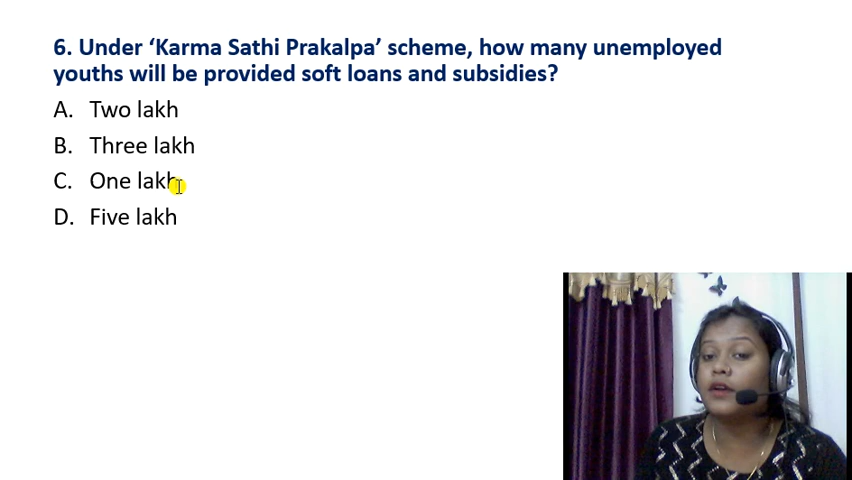 6. Under ‘Karma Sathi Prakalpa’ scheme, how many unemployed
youths will be provided soft loans and subsidies?
A. Two lakh
B. Three lakh
C. One lakh
D. Five lakh